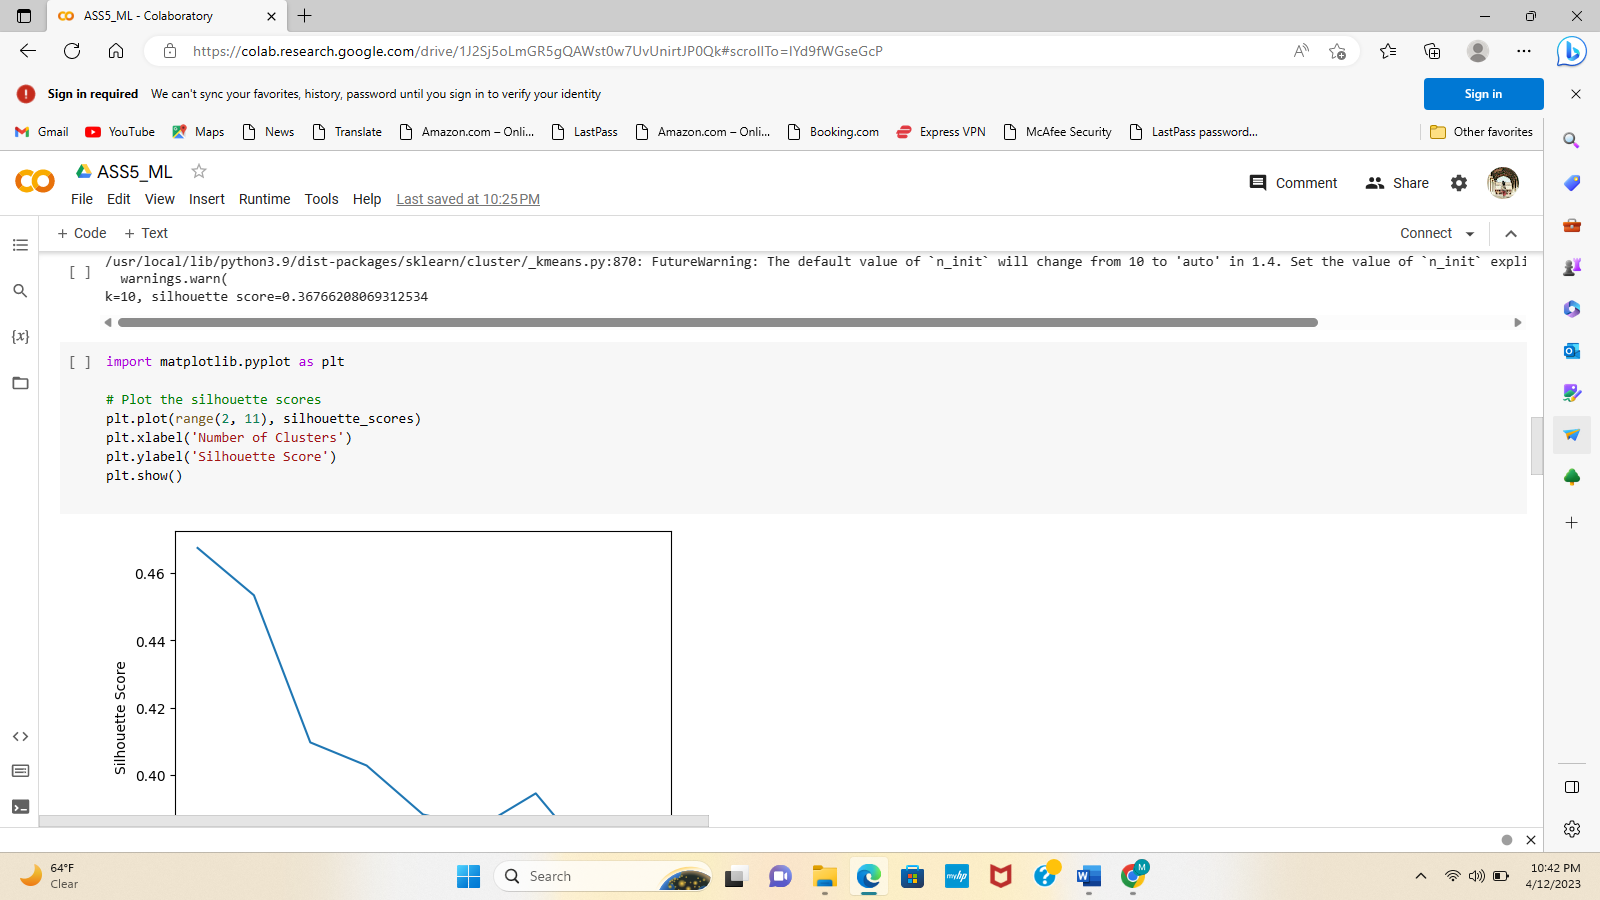 ASS5_ML - Colaboratory
https://colab.research.google.com/drive/1J2Sj5oLmGR5gQAWst0w7UvUnirtJP0Qk#scrollTo=IYd9fWGseGcP
Sign in required We can't sync your favorites, history, password until you sign in to verify your identity
Sign in
Gmail YouTube Maps News Translate Amazon.com – Onli... LastPass Amazon.com – Onli... Booking.com Express VPN McAfee Security LastPass password... Other favorites
ASS5_ML
Comment Share
File Edit View Insert Runtime Tools Help Last saved at 10:25 PM
+ Code + Text Connect
/usr/local/lib/python3.9/dist-packages/sklearn/cluster/_kmeans.py:870: FutureWarning: The default value of `n_init` will change from 10 to 'auto' in 1.4. Set the value of `n_init` expli
[ ] warnings.warn(
k=10, silhouette score=0.36766208069312534
[ ] import matplotlib.pyplot as plt
# Plot the silhouette scores
plt.plot(range(2, 11), silhouette_scores)
plt.xlabel('Number of Clusters')
plt.ylabel('Silhouette Score')
plt.show()
0.46
0.44
0.42
0.40
Silhouette Score
64°F
Clear
Search
myhp
M
10:42 PM
4/12/2023